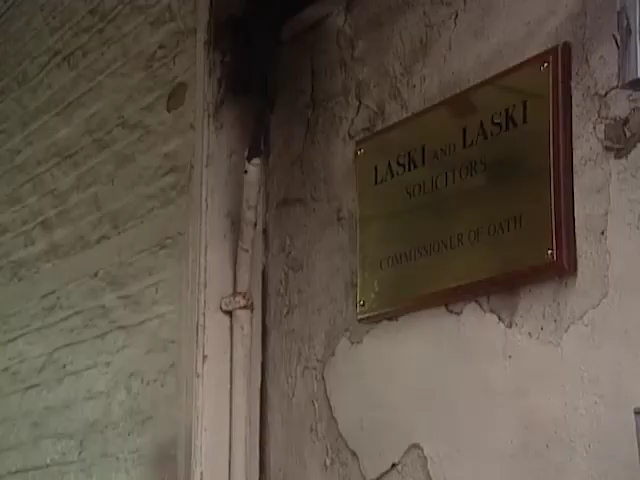 LASKI AND LASKI
SOLICITORS
COMMISSIONER OF OATH